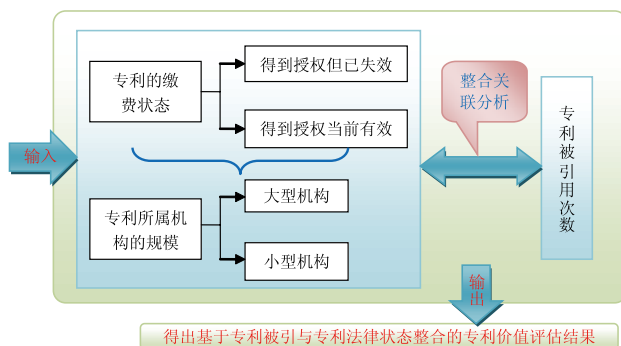 输入
专利的缴
费状态
得到授权但已失效
得到授权当前有效
专利所属机
构的规模
大型机构
小型机构
整合关
联分析
专利被引用次数
输出
得出基于专利被引与专利法律状态整合的专利价值评估结果